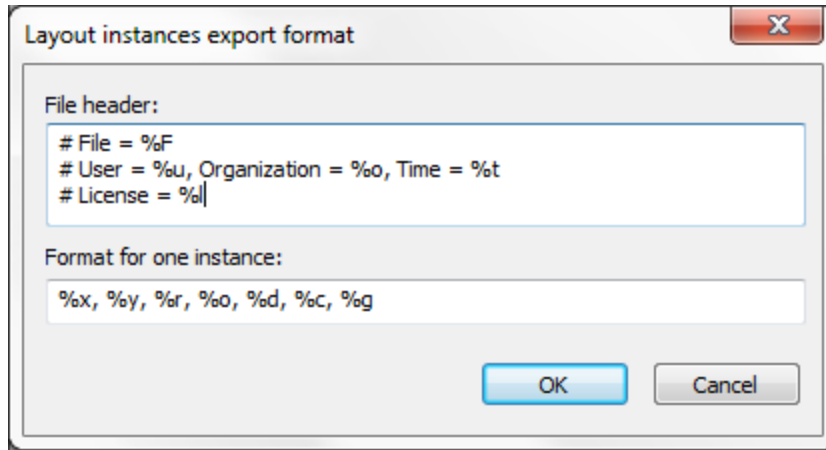 Layout instances export format
File header:
# File = %F
# User = %u, Organization = %o, Time = %t
# License = %l
Format for one instance:
%x, %y, %r, %o, %d, %c, %g
OK
Cancel